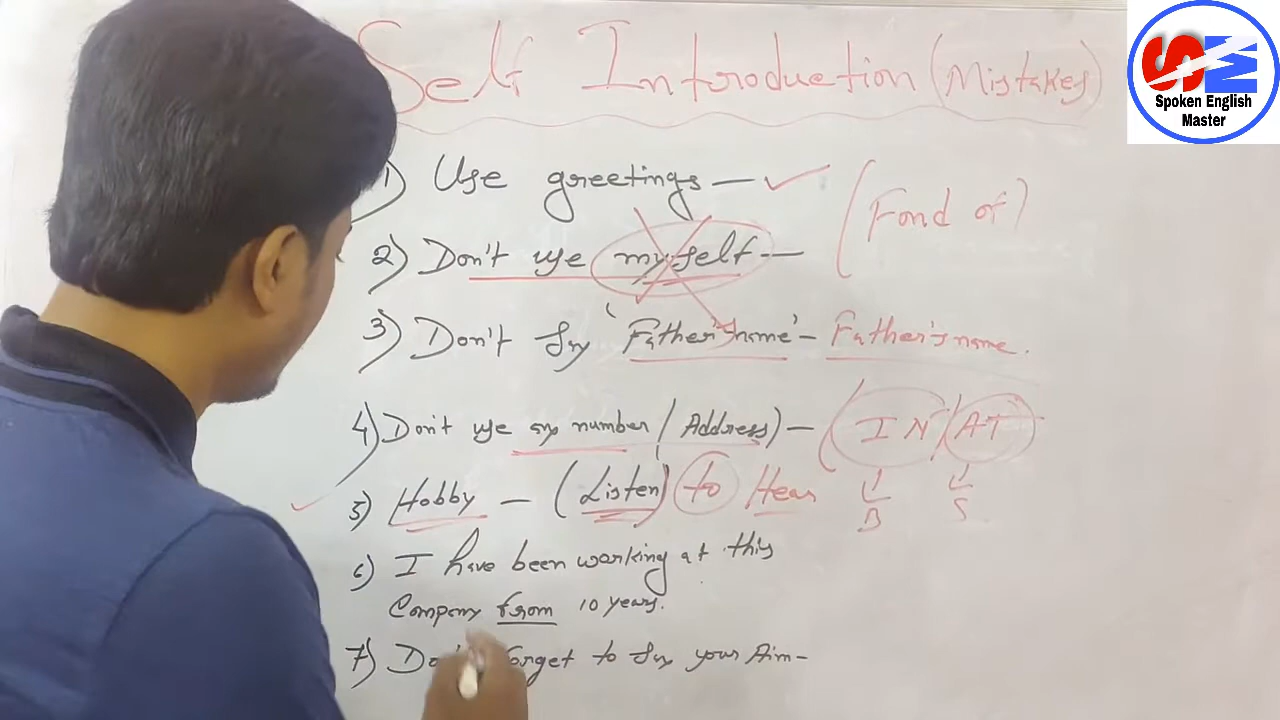 Self Introduction (Mistakes)
SEM
Spoken English
Master
1) Use greetings — ✓
(Fond of)
2) Don't use myself —
3) Don't Say 'Father's name' - Father's name.
4) Don't use any number / Address) — (IN / AT
5) Hobby — (Listen) to Hear
B S
6) I have been working at this
Company from 10 years.
7) forget to Say your Aim -